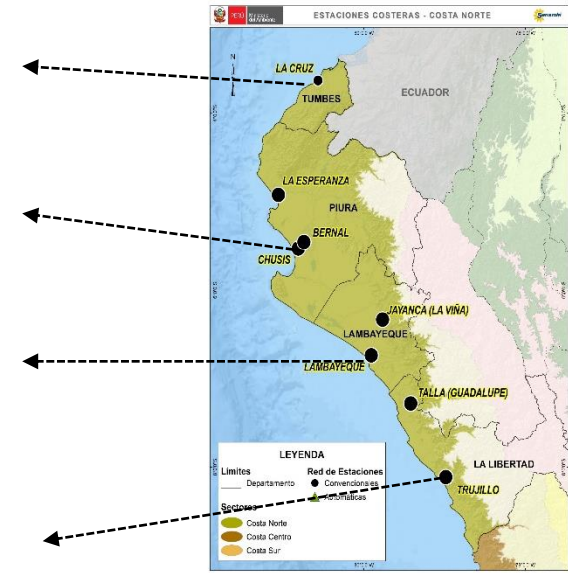 PERÚ
ESTACIONES COSTERAS - COSTA NORTE
Senamhi
N
LA CRUZ
TUMBES
ECUADOR
LA ESPERANZA
PIURA
BERNAL
CHUSIS
JAYANCA (LA VIÑA)
LAMBAYEQUE
LAMBAYEQUE
TALLA (GUADALUPE)
LA LIBERTAD
TRUJILLO
LEYENDA
Límites
Departamento
Red de Estaciones
Convencionales
Automáticas
Sectores
Costa Norte
Costa Centro
Costa Sur